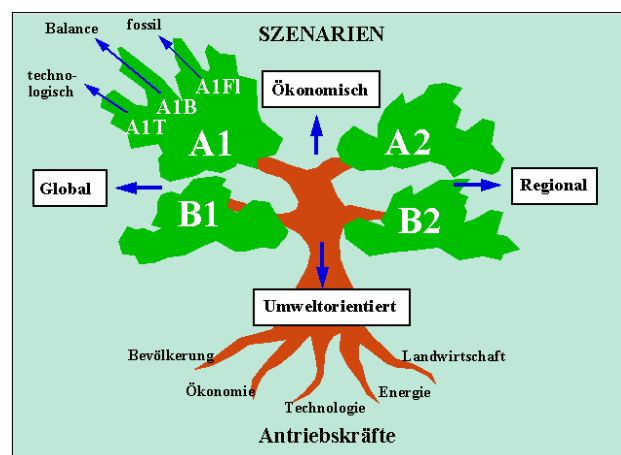 SZENARIEN
Balance
fossil
techno-
logisch
A1FI
A1B
A1T
Ökonomisch
A1
A2
Global
Regional
B1
B2
Umweltorientiert
Bevölkerung
Landwirtschaft
Ökonomie
Energie
Technologie
Antriebskräfte